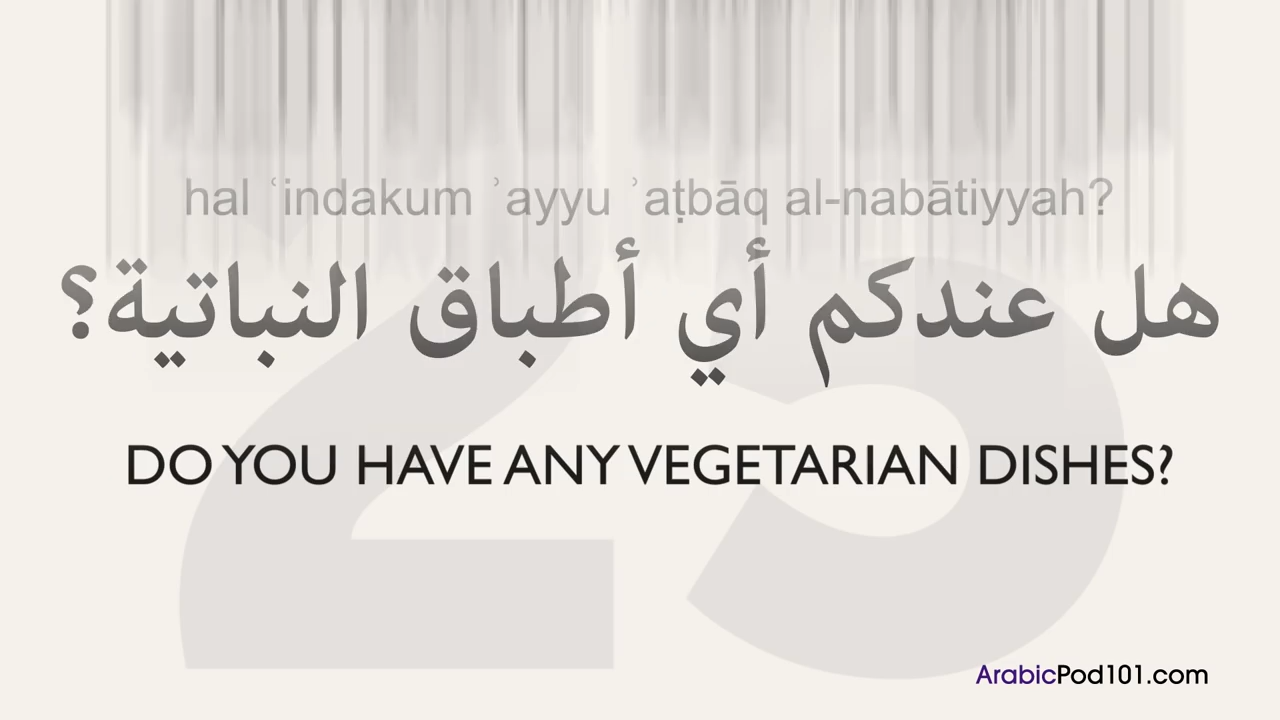 hal ʿindakum ʾayyu ʾaṭbāq al-nabātiyyah?
هل عندكم أي أطباق النباتية؟
DO YOU HAVE ANY VEGETARIAN DISHES?
25
ArabicPod101.com